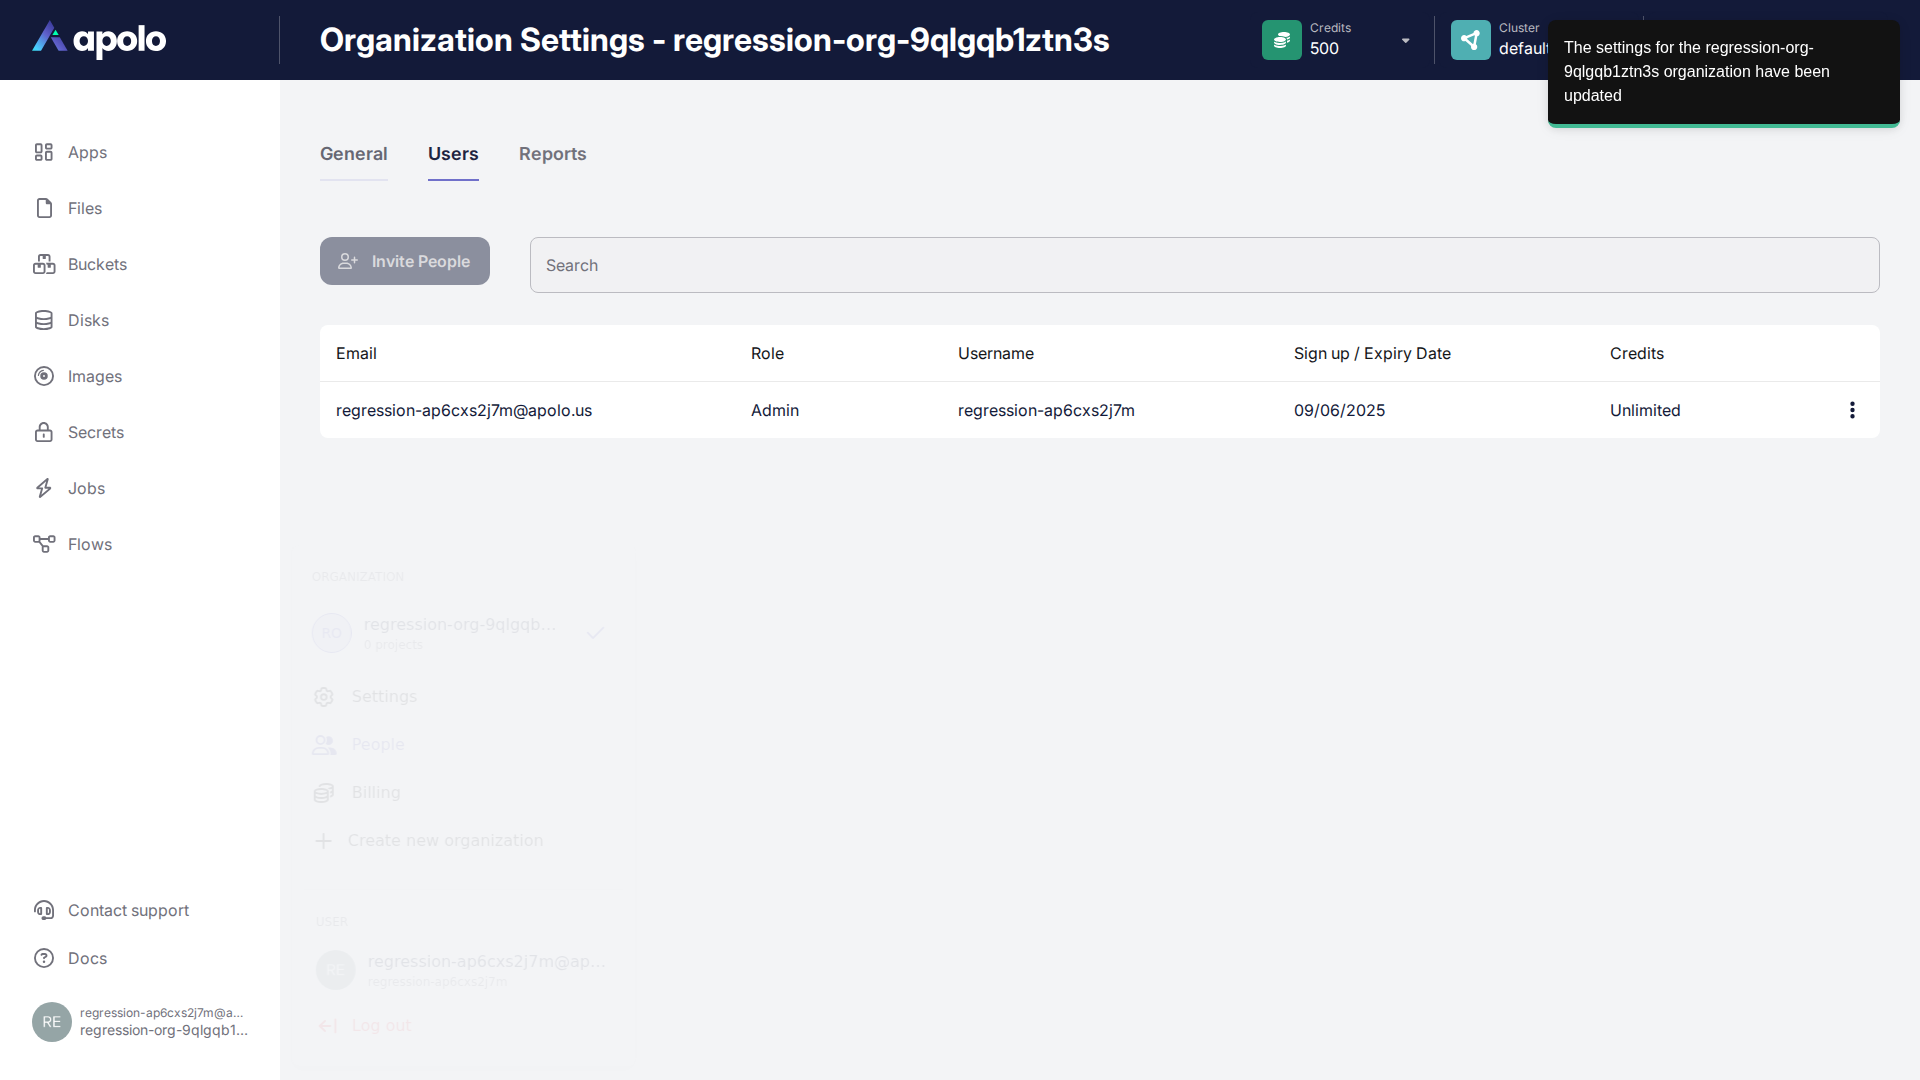 apolo
Organization Settings - regression-org-9qlgqb1ztn3s
Credits
500
Cluster
default
The settings for the regression-org-
9qlgqb1ztn3s organization have been
updated
Apps
Files
Buckets
Disks
Images
Secrets
Jobs
Flows
Contact support
Docs
RE
regression-ap6cxs2j7m@a...
regression-org-9qlgqb1...
General
Users
Reports
Invite People
Search
Email
Role
Username
Sign up / Expiry Date
Credits
regression-ap6cxs2j7m@apolo.us
Admin
regression-ap6cxs2j7m
09/06/2025
Unlimited
ORGANIZATION
RO
regression-org-9qlgqb...
0 projects
Settings
People
Billing
Create new organization
USER
RE
regression-ap6cxs2j7m@ap...
regression-ap6cxs2j7m
Log out